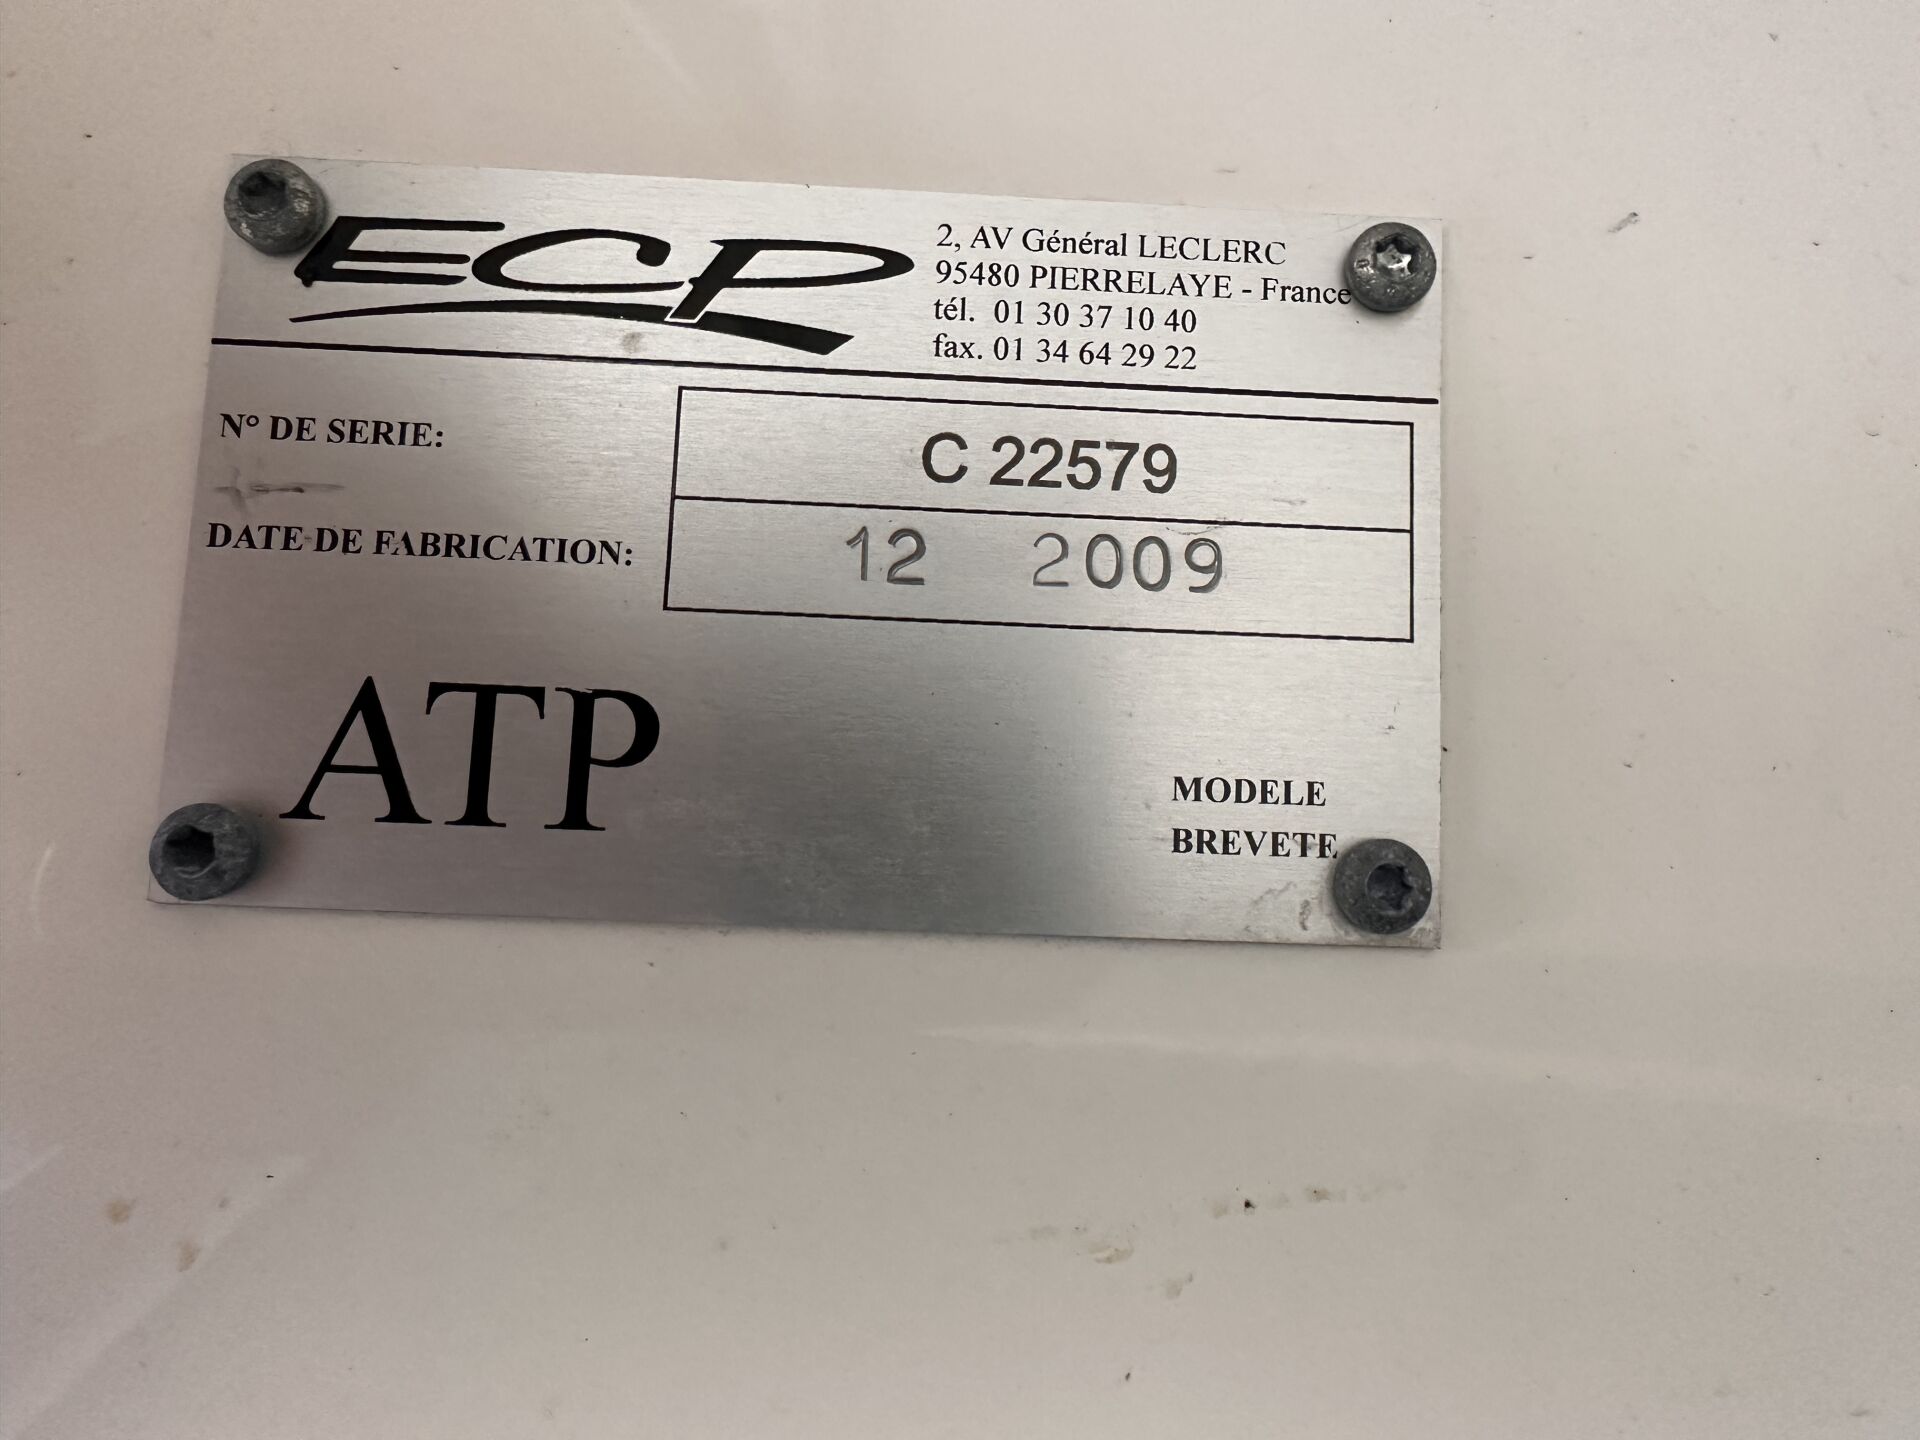 ECP
2, AV Général LECLERC
95480 PIERRELAYE - France
tél. 01 30 37 10 40
fax. 01 34 64 29 22
N° DE SERIE:
C 22579
DATE DE FABRICATION:
12 2009
ATP
MODELE
BREVETE